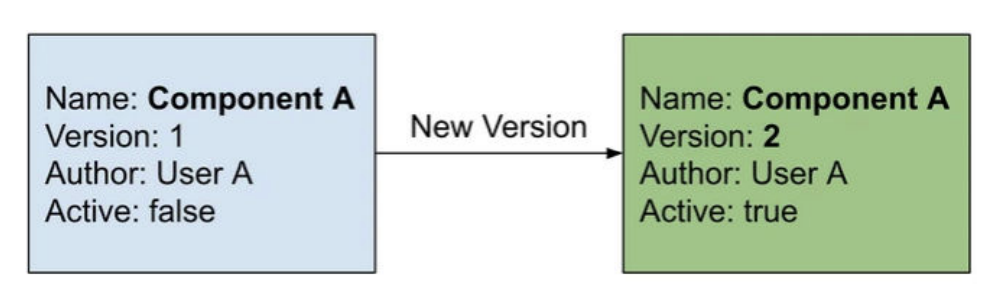 Name: Component A
Version: 1
Author: User A
Active: false
New Version
Name: Component A
Version: 2
Author: User A
Active: true